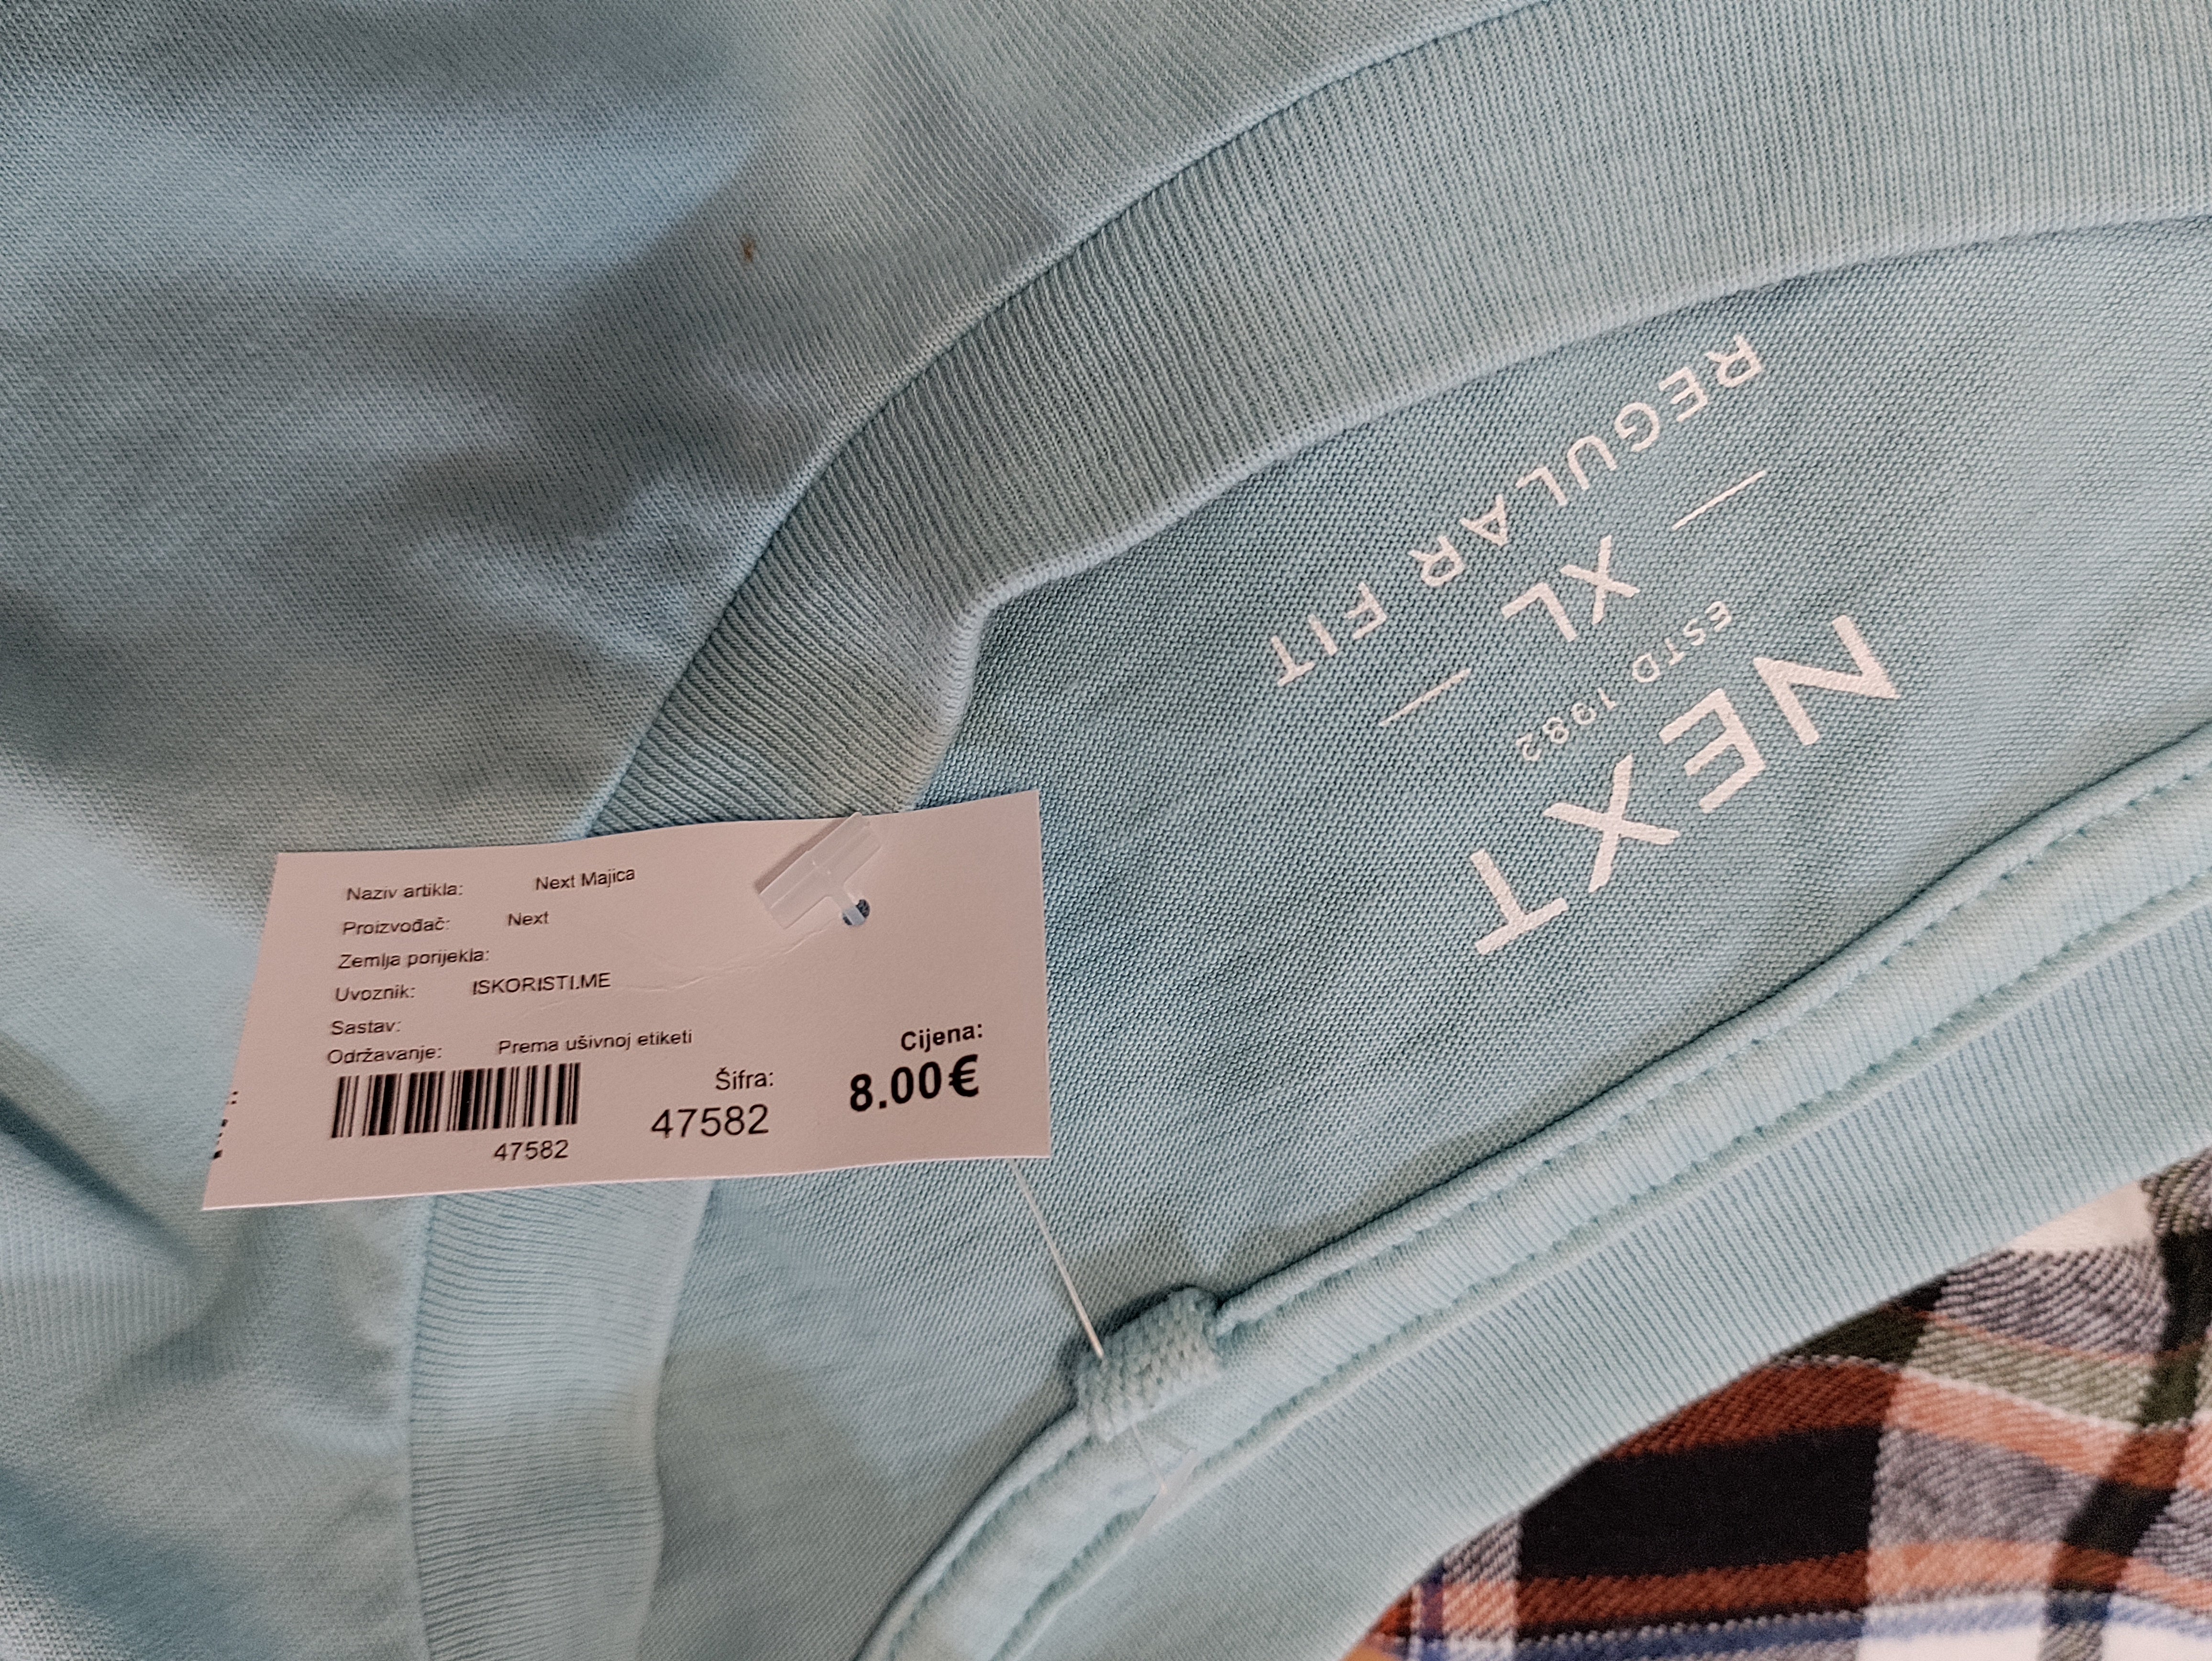 Naziv artikla: Next Majica
Proizvođač: Next
Zemlja porijekla:
Uvoznik: ISKORISTI.ME
Sastav:
Održavanje: Prema ušivnoj etiketi
47582
Šifra:
47582
Cijena:
8.00€
NEXT
ESTD 1982
XL
REGULAR FIT